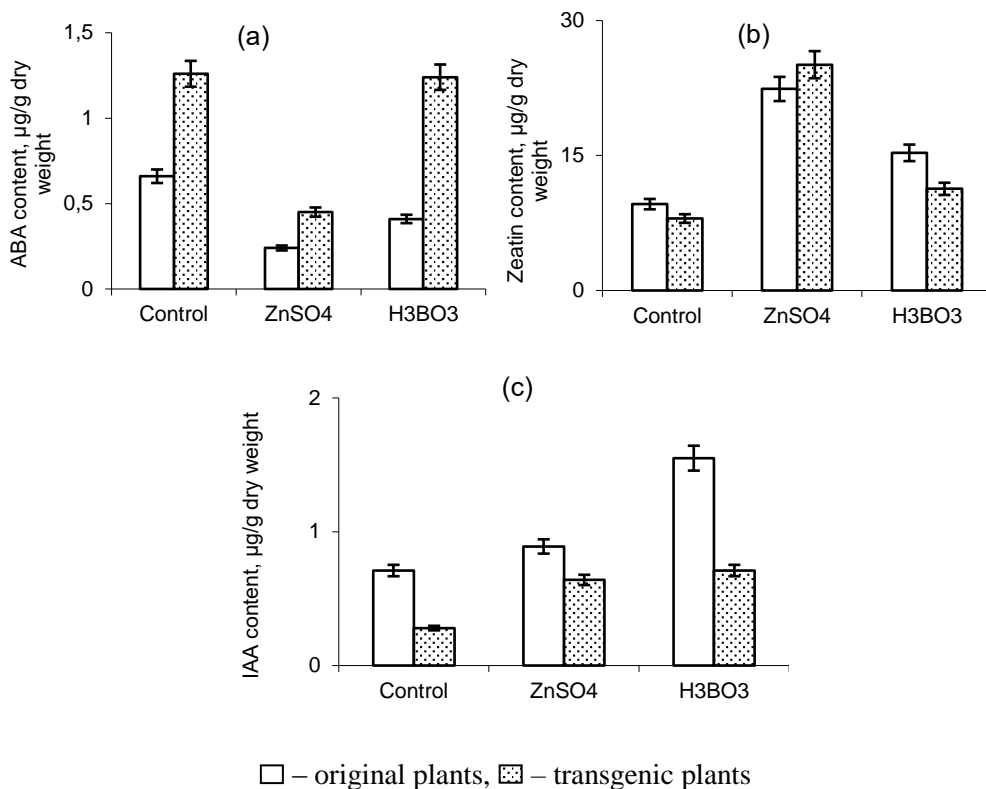 (a)
ABA content, µg/g dry
weight
1,5
1
0,5
0
Control ZnSO4 H3BO3
(b)
Zeatin content, µg/g dry
weight
30
15
0
Control ZnSO4 H3BO3
(c)
IAA content, µg/g dry weight
2
1
0
Control ZnSO4 H3BO3
– original plants, – transgenic plants